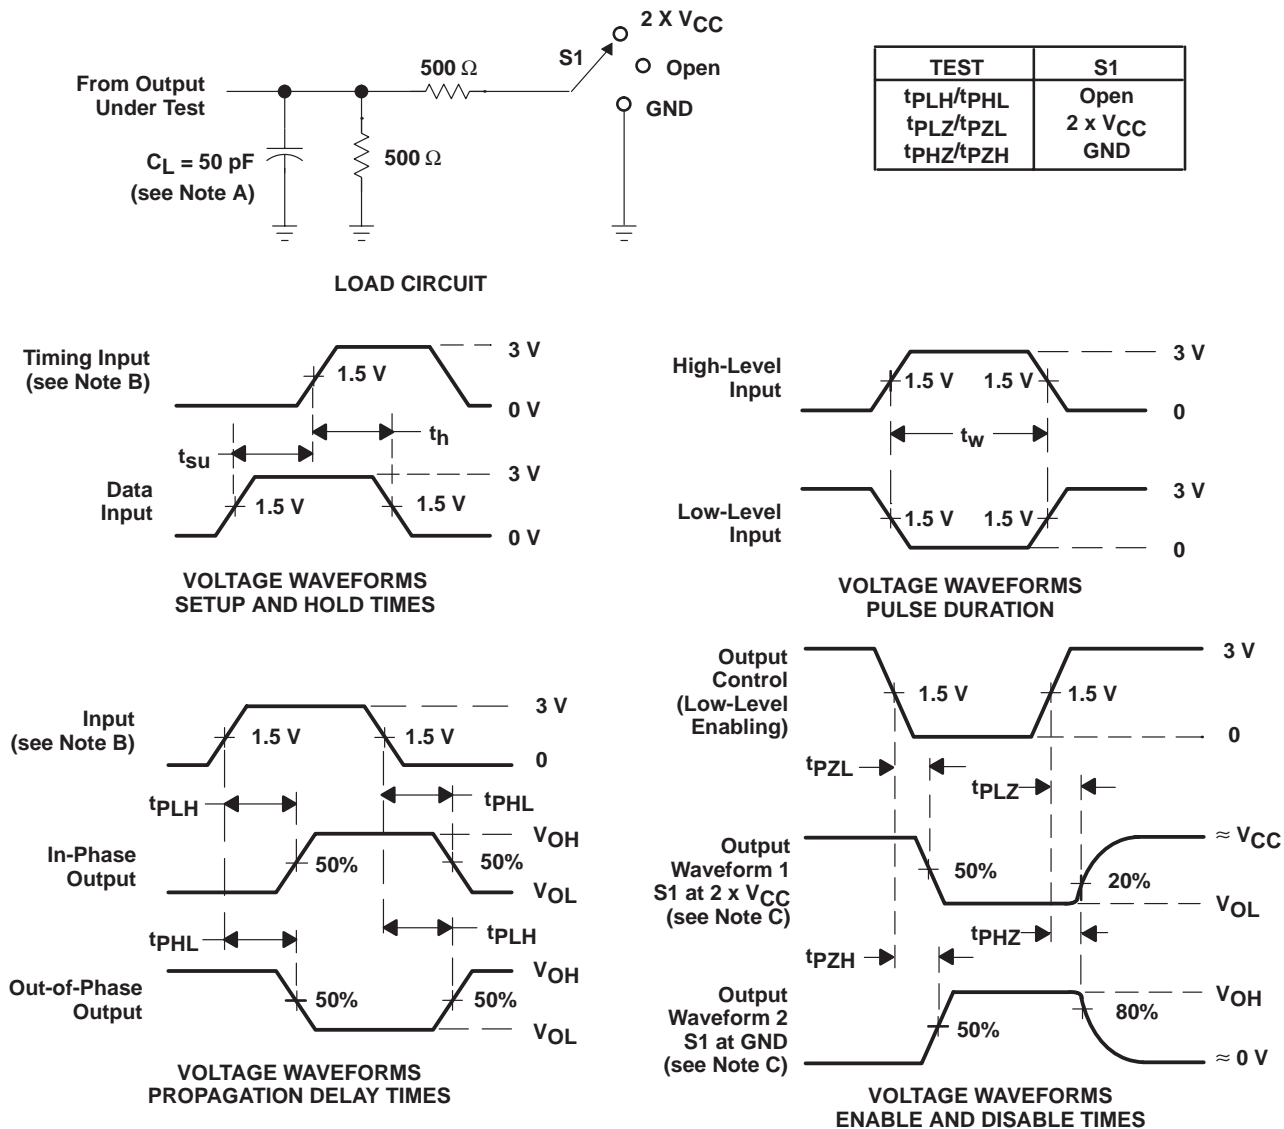 2 X VCC
S1
Open
GND
500 Ω
From Output
Under Test
CL = 50 pF
(see Note A)
500 Ω
LOAD CIRCUIT
TEST S1
tPLH/tPHL Open
tPLZ/tPZL 2 x VCC
tPHZ/tPZH GND
Timing Input
(see Note B)
1.5 V
3 V
0 V
th
tsu
Data
Input
1.5 V
1.5 V
3 V
0 V
VOLTAGE WAVEFORMS
SETUP AND HOLD TIMES
High-Level
Input
1.5 V
1.5 V
3 V
0
tw
Low-Level
Input
1.5 V
1.5 V
3 V
0
VOLTAGE WAVEFORMS
PULSE DURATION
Input
(see Note B)
1.5 V
1.5 V
3 V
0
tPLH
tPHL
In-Phase
Output
50%
50%
VOH
VOL
tPHL
tPLH
Out-of-Phase
Output
50%
50%
VOH
VOL
VOLTAGE WAVEFORMS
PROPAGATION DELAY TIMES
Output
Control
(Low-Level
Enabling)
1.5 V
1.5 V
3 V
0
tPZL
tPLZ
Output
Waveform 1
S1 at 2 x VCC
(see Note C)
50%
20%
≈ VCC
VOL
tPHZ
tPZH
Output
Waveform 2
S1 at GND
(see Note C)
50%
80%
VOH
≈ 0 V
VOLTAGE WAVEFORMS
ENABLE AND DISABLE TIMES